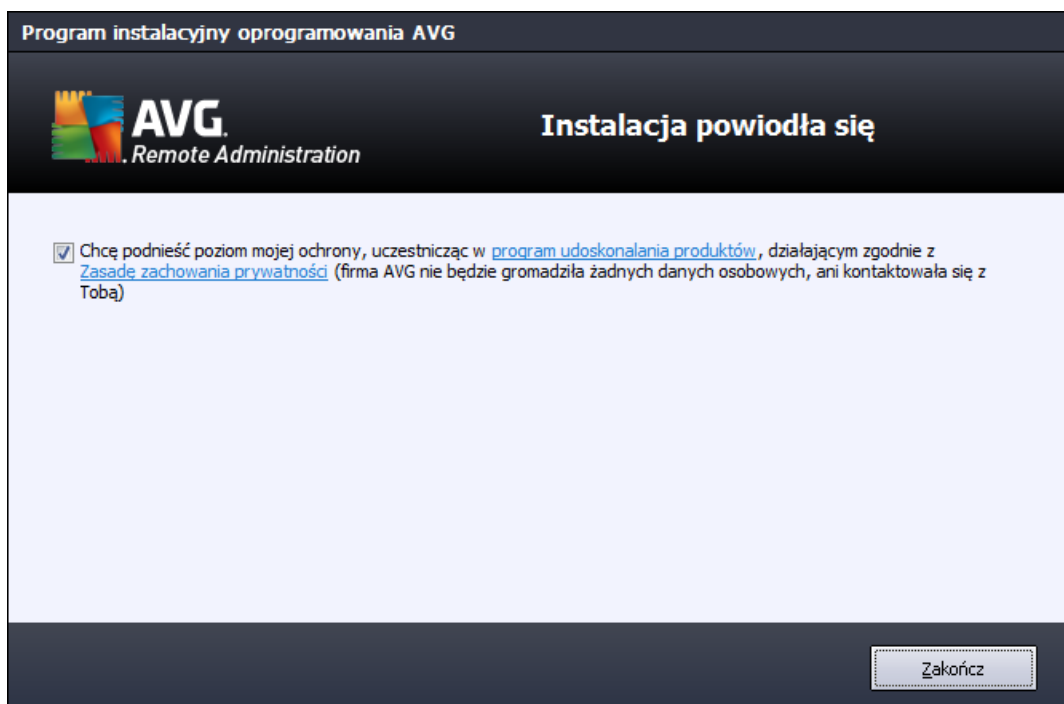 Program instalacyjny oprogramowania AVG
AVG.
Remote Administration
Instalacja powiodła się
Chcę podnieść poziom mojej ochrony, uczestnicząc w program udoskonalania produktów, działającym zgodnie z
Zasadę zachowania prywatności (firma AVG nie będzie gromadziła żadnych danych osobowych, ani kontaktowała się z
Tobą)
Zakończ